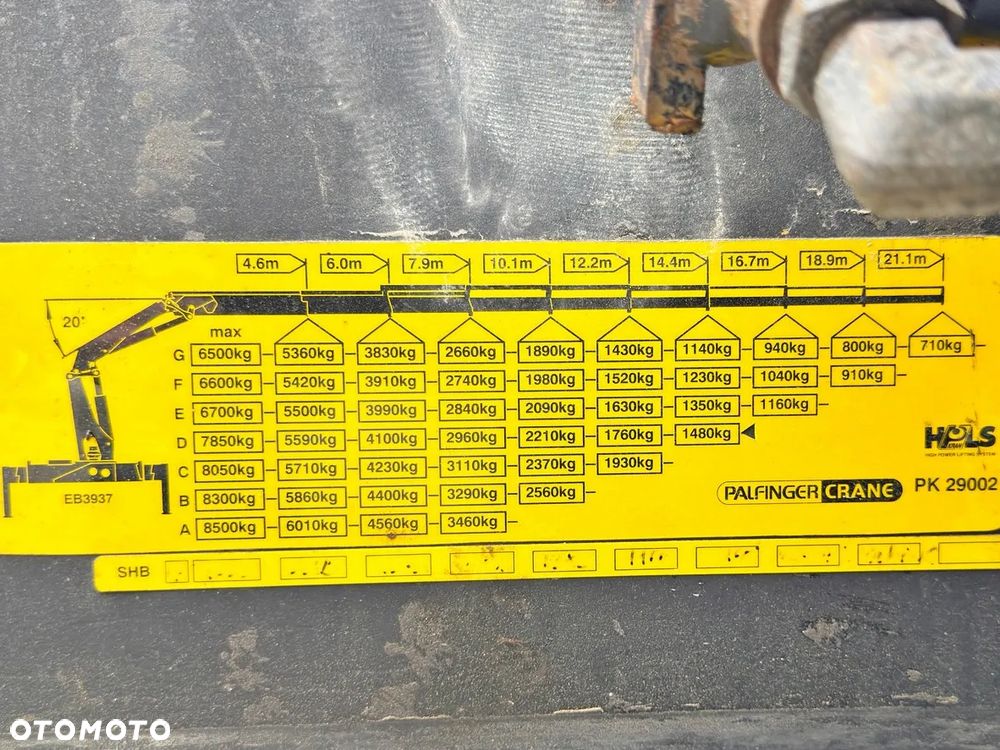 4.6m 6.0m 7.9m 10.1m 12.2m 14.4m 16.7m 18.9m 21.1m
20°
max
G 6500kg 5360kg 3830kg 2660kg 1890kg 1430kg 1140kg 940kg 800kg 710kg
F 6600kg 5420kg 3910kg 2740kg 1980kg 1520kg 1230kg 1040kg 910kg
E 6700kg 5500kg 3990kg 2840kg 2090kg 1630kg 1350kg 1160kg
D 7850kg 5590kg 4100kg 2960kg 2210kg 1760kg 1480kg
C 8050kg 5710kg 4230kg 3110kg 2370kg 1930kg
B 8300kg 5860kg 4400kg 3290kg 2560kg
A 8500kg 6010kg 4560kg 3460kg
EB3937
HPLS
HIGH POWER LIFTING SYSTEM
PALFINGER CRANE PK 29002
SHB
OTOMOTO